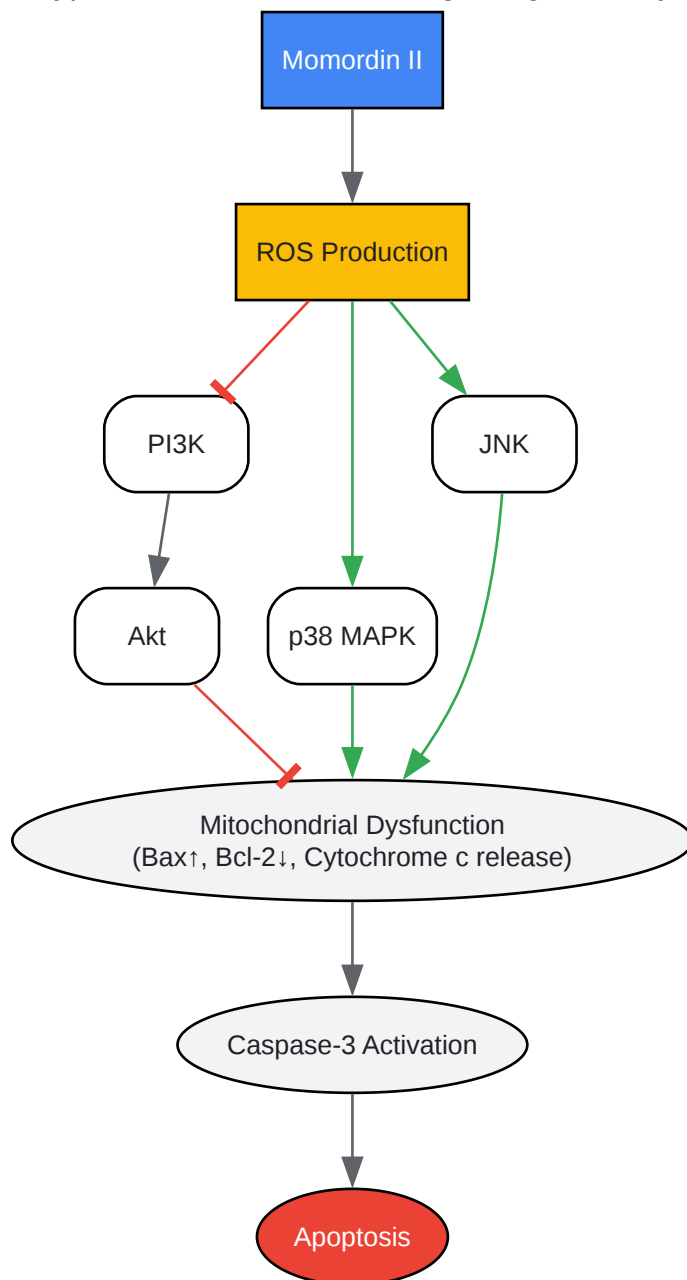 Momordin II
ROS Production
PI3K
JNK
Akt
p38 MAPK
Mitochondrial Dysfunction
(Bax↑, Bcl-2↓, Cytochrome c release)
Caspase-3 Activation
Apoptosis